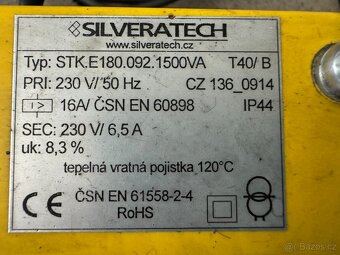 SILVERATECH
www.silveratech.cz
Typ: STK.E180.092.1500VA T40/ B
PRI: 230 V/ 50 Hz CZ 136_0914
16A/ ČSN EN 60898 IP44
SEC: 230 V/ 6,5 A
uk: 8,3 %
tepelná vratná pojistka 120°C
CE ČSN EN 61558-2-4
RoHS
bazos.cz